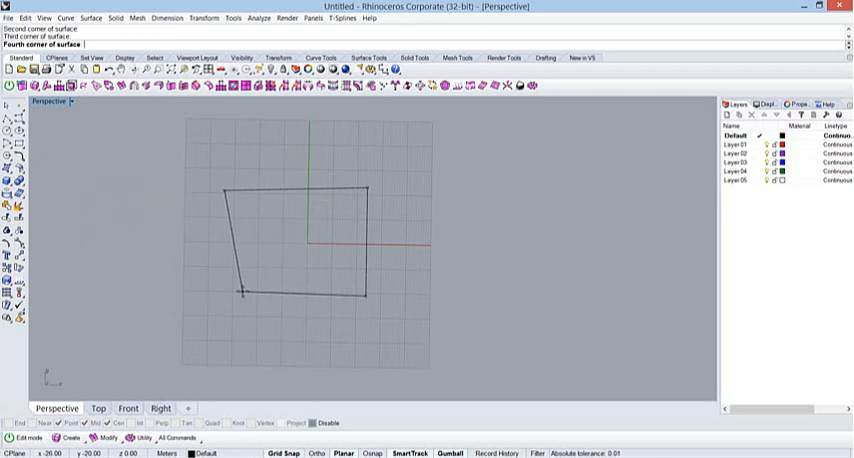 Untitled - Rhinoceros Corporate (32-bit) - [Perspective]
File Edit View Curve Surface Solid Mesh Dimension Transform Tools Analyze Render Panels T-Splines Help
Second corner of surface:
Third corner of surface:
Fourth corner of surface
Standard CPlanes Set View Display Select Viewport Layout Visibility Transform Curve Tools Surface Tools Solid Tools Mesh Tools Render Tools Drafting New in V5
Perspective
Layers Displ... Prope... Help
Name Material Linetype
Default Continuo...
Layer 01 Continuous
Layer 02 Continuous
Layer 03 Continuous
Layer 04 Continuous
Layer 05 Continuous
Perspective Top Front Right
End Near Point Mid Cen Int Perp Tan Quad Knot Vertex Project Disable
Edit mode Create Modify Utility All Commands
CPlane x -26.00 y -20.00 z 0.00 Meters Default Grid Snap Ortho Planar Osnap SmartTrack Gumball Record History Filter Absolute tolerance: 0.01